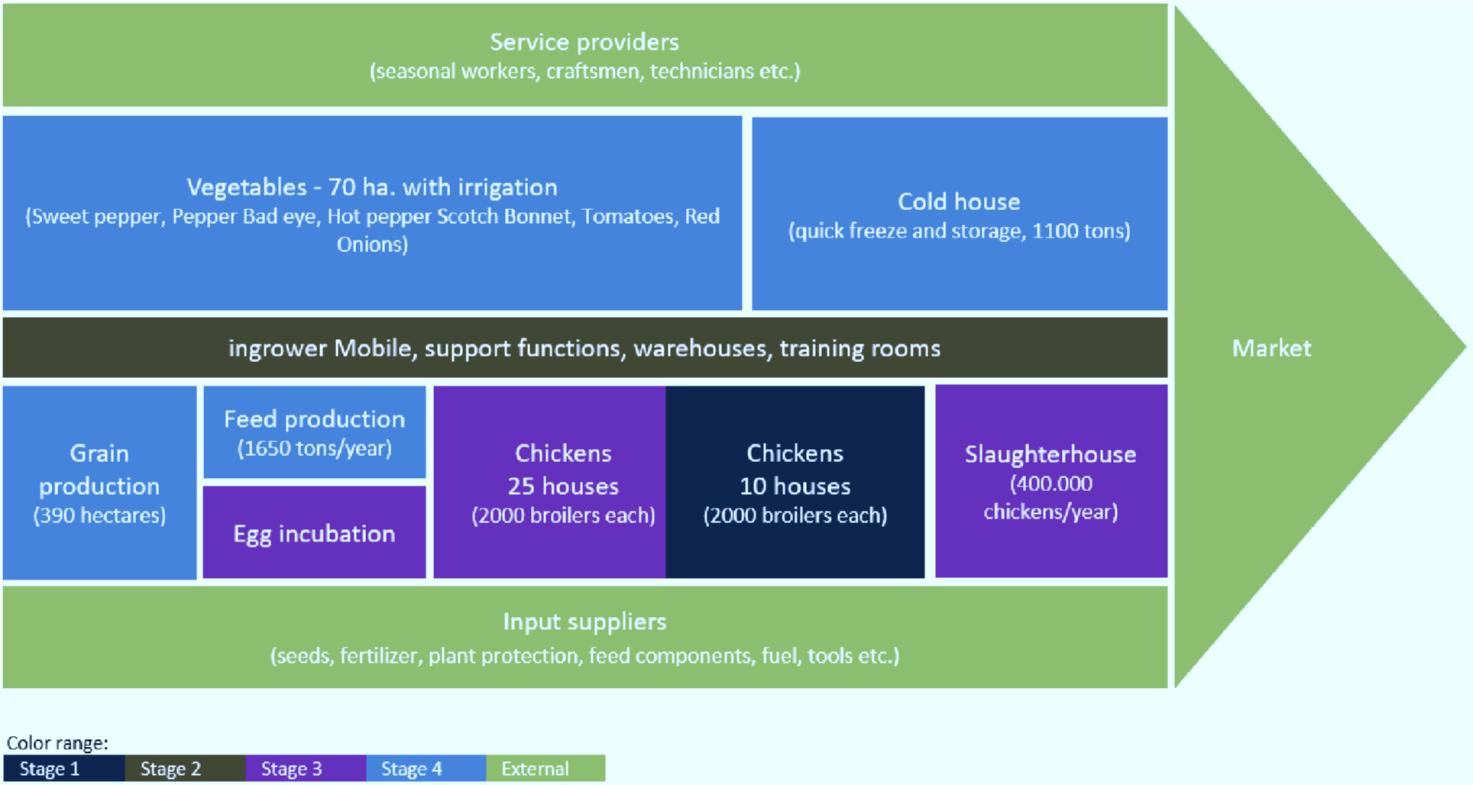 Service providers
(seasonal workers, craftsmen, technicians etc.)
Vegetables - 70 ha. with irrigation
(Sweet pepper, Pepper Bad eye, Hot pepper Scotch Bonnet, Tomatoes, Red
Onions)
Cold house
(quick freeze and storage, 1100 tons)
ingrower Mobile, support functions, warehouses, training rooms
Market
Grain
production
(390 hectares)
Feed production
(1650 tons/year)
Egg incubation
Chickens
25 houses
(2000 broilers each)
Chickens
10 houses
(2000 broilers each)
Slaughterhouse
(400.000
chickens/year)
Input suppliers
(seeds, fertilizer, plant protection, feed components, fuel, tools etc.)
Color range:
Stage 1
Stage 2
Stage 3
Stage 4
External